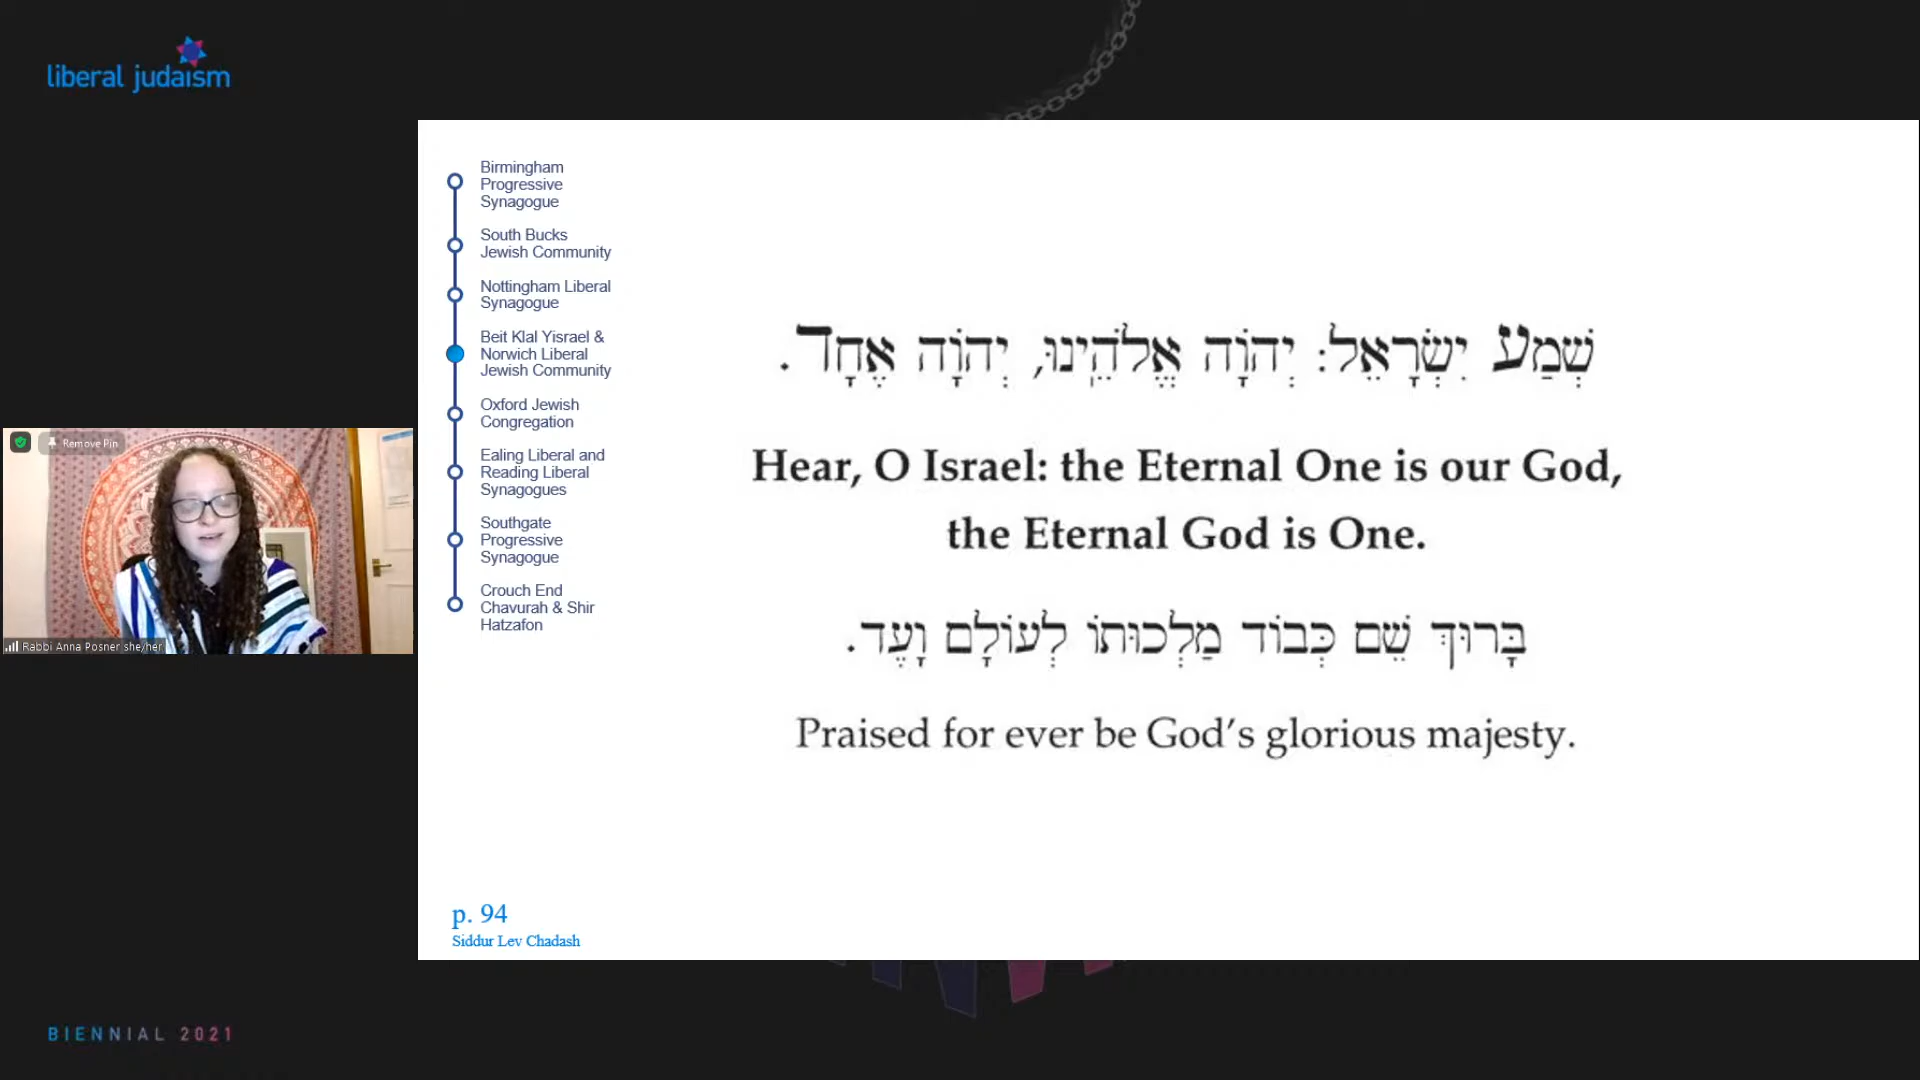 liberal judaism
Birmingham
Progressive
Synagogue
South Bucks
Jewish Community
Nottingham Liberal
Synagogue
Beit Klal Yisrael &
Norwich Liberal
Jewish Community
Oxford Jewish
Congregation
Ealing Liberal and
Reading Liberal
Synagogues
Southgate
Progressive
Synagogue
Crouch End
Chavurah & Shir
Hatzafon
שְׁמַע יִשְׂרָאֵל: יְהוָֹה אֱלֹהֵֽינוּ, יְהוָֹה אֶחָד.
Hear, O Israel: the Eternal One is our God,
the Eternal God is One.
בָּרוּךְ שֵׁם כְּבוֹד מַלְכוּתוֹ לְעוֹלָם וָעֶד.
Praised for ever be God's glorious majesty.
p. 94
Siddur Lev Chadash
Remove Pin
Rabbi Anna Posner she/her
BIENNIAL 2021